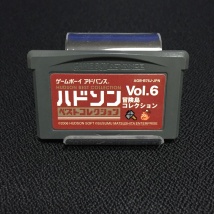 ゲームボーイ アドバンス
HUDSON BEST COLLECTION
ハドソン Vol.6
ベストコレクション
冒険島
コレクション